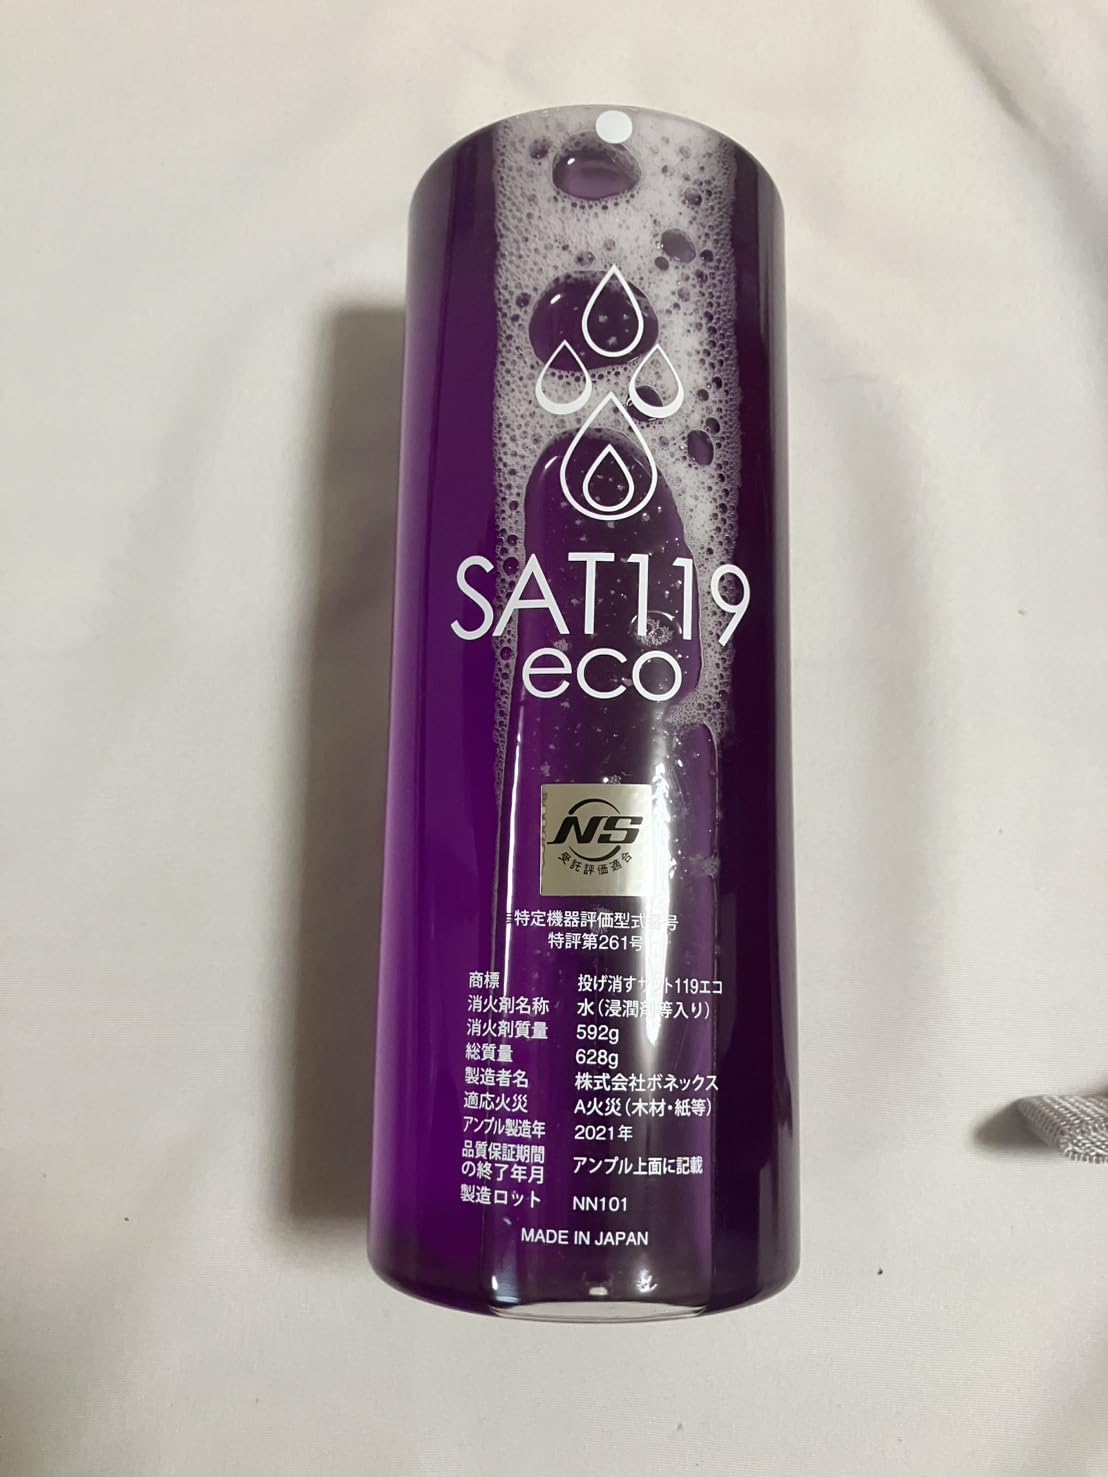 SAT119
eco
NS
受託評価適合
特定機器評価型式番号
特評第261号
商標 投げ消すサット119エコ
消火剤名称 水(浸潤剤等入り)
消火剤質量 592g
総質量 628g
製造者名 株式会社ボネックス
適応火災 A火災(木材・紙等)
アンプル製造年 2021年
品質保証期間
の終了年月 アンプル上面に記載
製造ロット NN101
MADE IN JAPAN